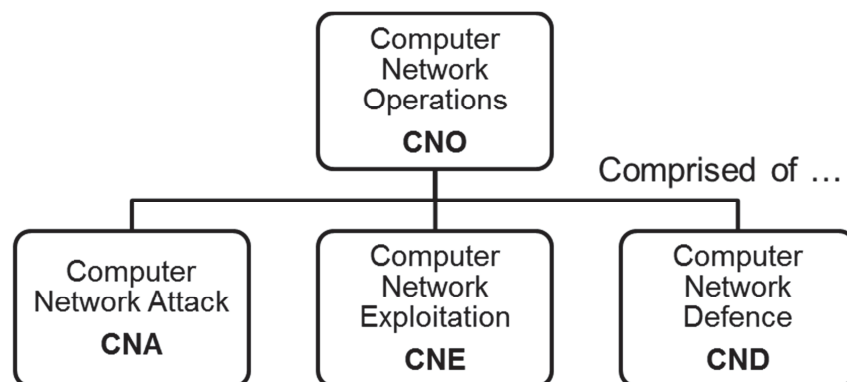 Computer
Network
Operations
CNO
Comprised of …
Computer
Network Attack
CNA
Computer
Network
Exploitation
CNE
Computer
Network
Defence
CND